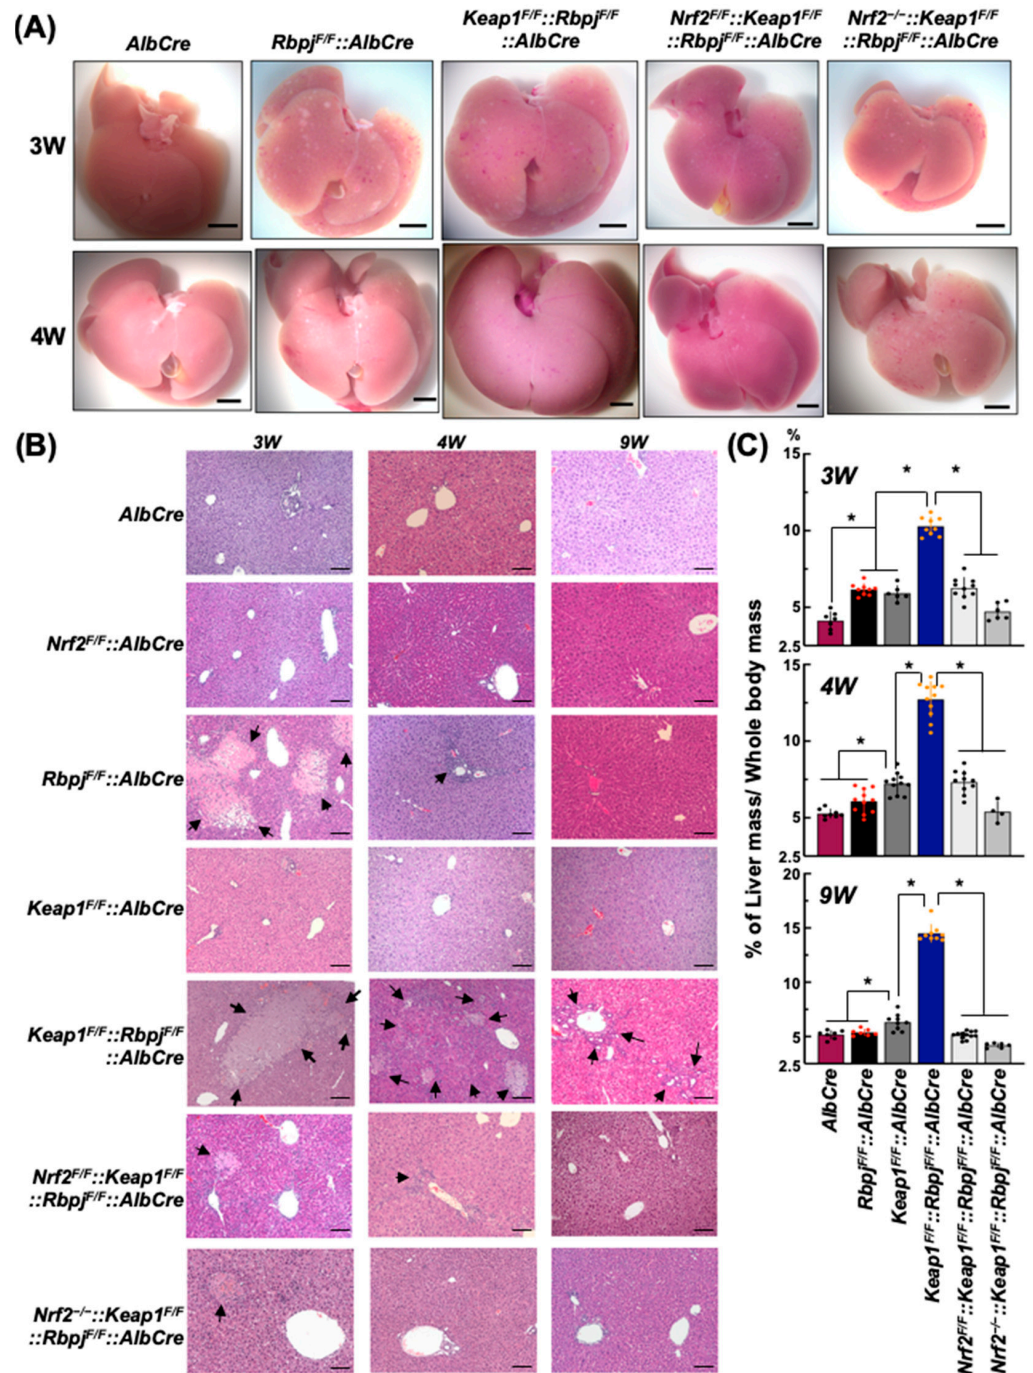 (A)
AlbCre
Rbpj^F/F::AlbCre
Keap1^F/F::Rbpj^F/F
::AlbCre
Nrf2^F/F::Keap1^F/F
::Rbpj^F/F::AlbCre
Nrf2^−/−::Keap1^F/F
::Rbpj^F/F::AlbCre
3W
4W
(B)
3W
4W
9W
AlbCre
Nrf2^F/F::AlbCre
Rbpj^F/F::AlbCre
Keap1^F/F::AlbCre
Keap1^F/F::Rbpj^F/F
::AlbCre
Nrf2^F/F::Keap1^F/F
::Rbpj^F/F::AlbCre
Nrf2^−/−::Keap1^F/F
::Rbpj^F/F::AlbCre
(C)
%
% of Liver mass/ Whole body mass
15
3W
* * *
10
5
2.5
15
4W
* * *
10
5
2.5
20
9W
* * *
15
10
5
2.5
AlbCre
Rbpj^F/F::AlbCre
Keap1^F/F::AlbCre
Keap1^F/F::Rbpj^F/F::AlbCre
Nrf2^F/F::Keap1^F/F::Rbpj^F/F::AlbCre
Nrf2^−/−::Keap1^F/F::Rbpj^F/F::AlbCre